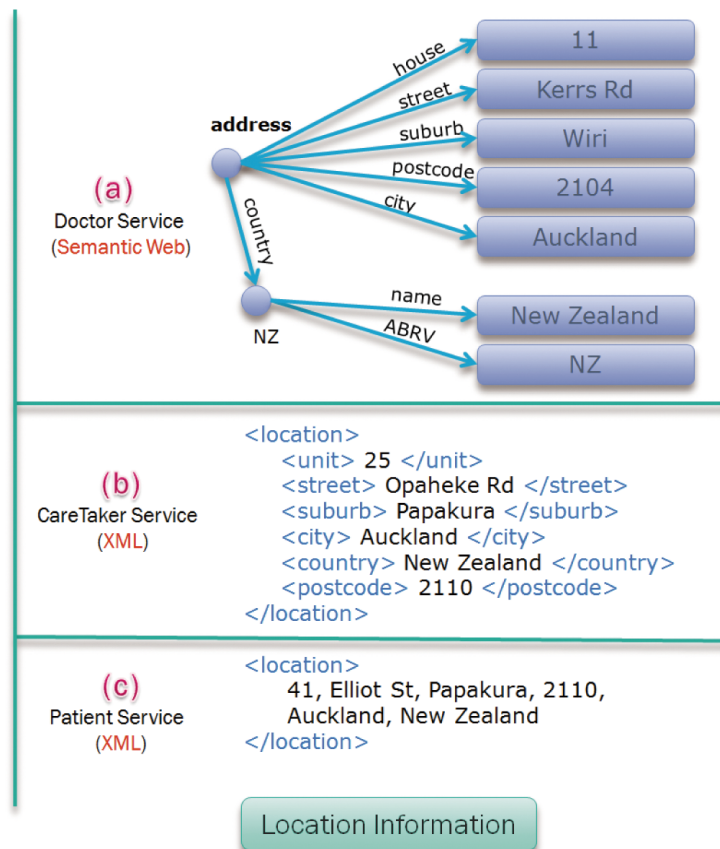 house
11
street
Kerrs Rd
address
suburb
Wiri
postcode
2104
city
Auckland
(a)
Doctor Service
(Semantic Web)
country
name
New Zealand
NZ
ABRV
NZ
(b)
CareTaker Service
(XML)
<location>
<unit> 25 </unit>
<street> Opaheke Rd </street>
<suburb> Papakura </suburb>
<city> Auckland </city>
<country> New Zealand </country>
<postcode> 2110 </postcode>
</location>
(c)
Patient Service
(XML)
<location>
41, Elliot St, Papakura, 2110,
Auckland, New Zealand
</location>
Location Information